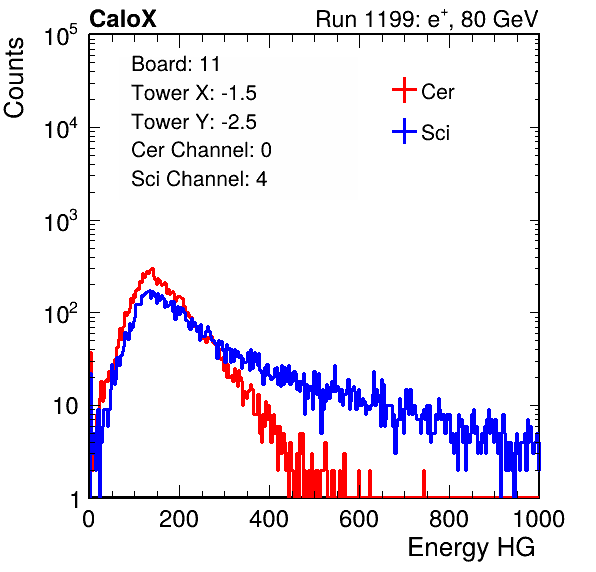 CaloX Run 1199: e⁺, 80 GeV
Counts
10⁵
10⁴
10³
10²
10
1
Board: 11
Tower X: -1.5
Tower Y: -2.5
Cer Channel: 0
Sci Channel: 4
Cer
Sci
0 200 400 600 800 1000
Energy HG